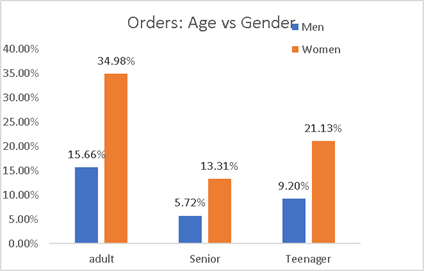 Orders: Age vs Gender
Men
Women
40.00%
35.00%
30.00%
25.00%
20.00%
15.00%
10.00%
5.00%
0.00%
15.66%
34.98%
5.72%
13.31%
9.20%
21.13%
adult
Senior
Teenager